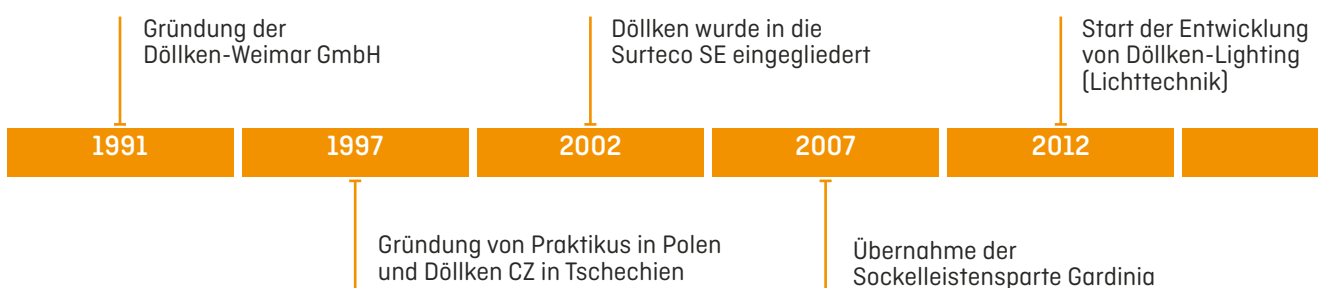 Gründung der
Döllken-Weimar GmbH
Döllken wurde in die
Surteco SE eingegliedert
Start der Entwicklung
von Döllken-Lighting
(Lichttechnik)
1991
1997
2002
2007
2012
Gründung von Praktikus in Polen
und Döllken CZ in Tschechien
Übernahme der
Sockelleistensparte Gardinia